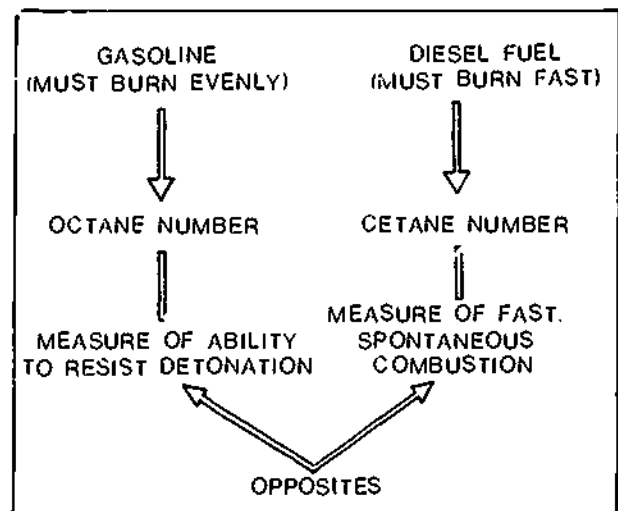 GASOLINE
(MUST BURN EVENLY)
DIESEL FUEL
(MUST BURN FAST)
OCTANE NUMBER
CETANE NUMBER
MEASURE OF ABILITY
TO RESIST DETONATION
MEASURE OF FAST.
SPONTANEOUS
COMBUSTION
OPPOSITES